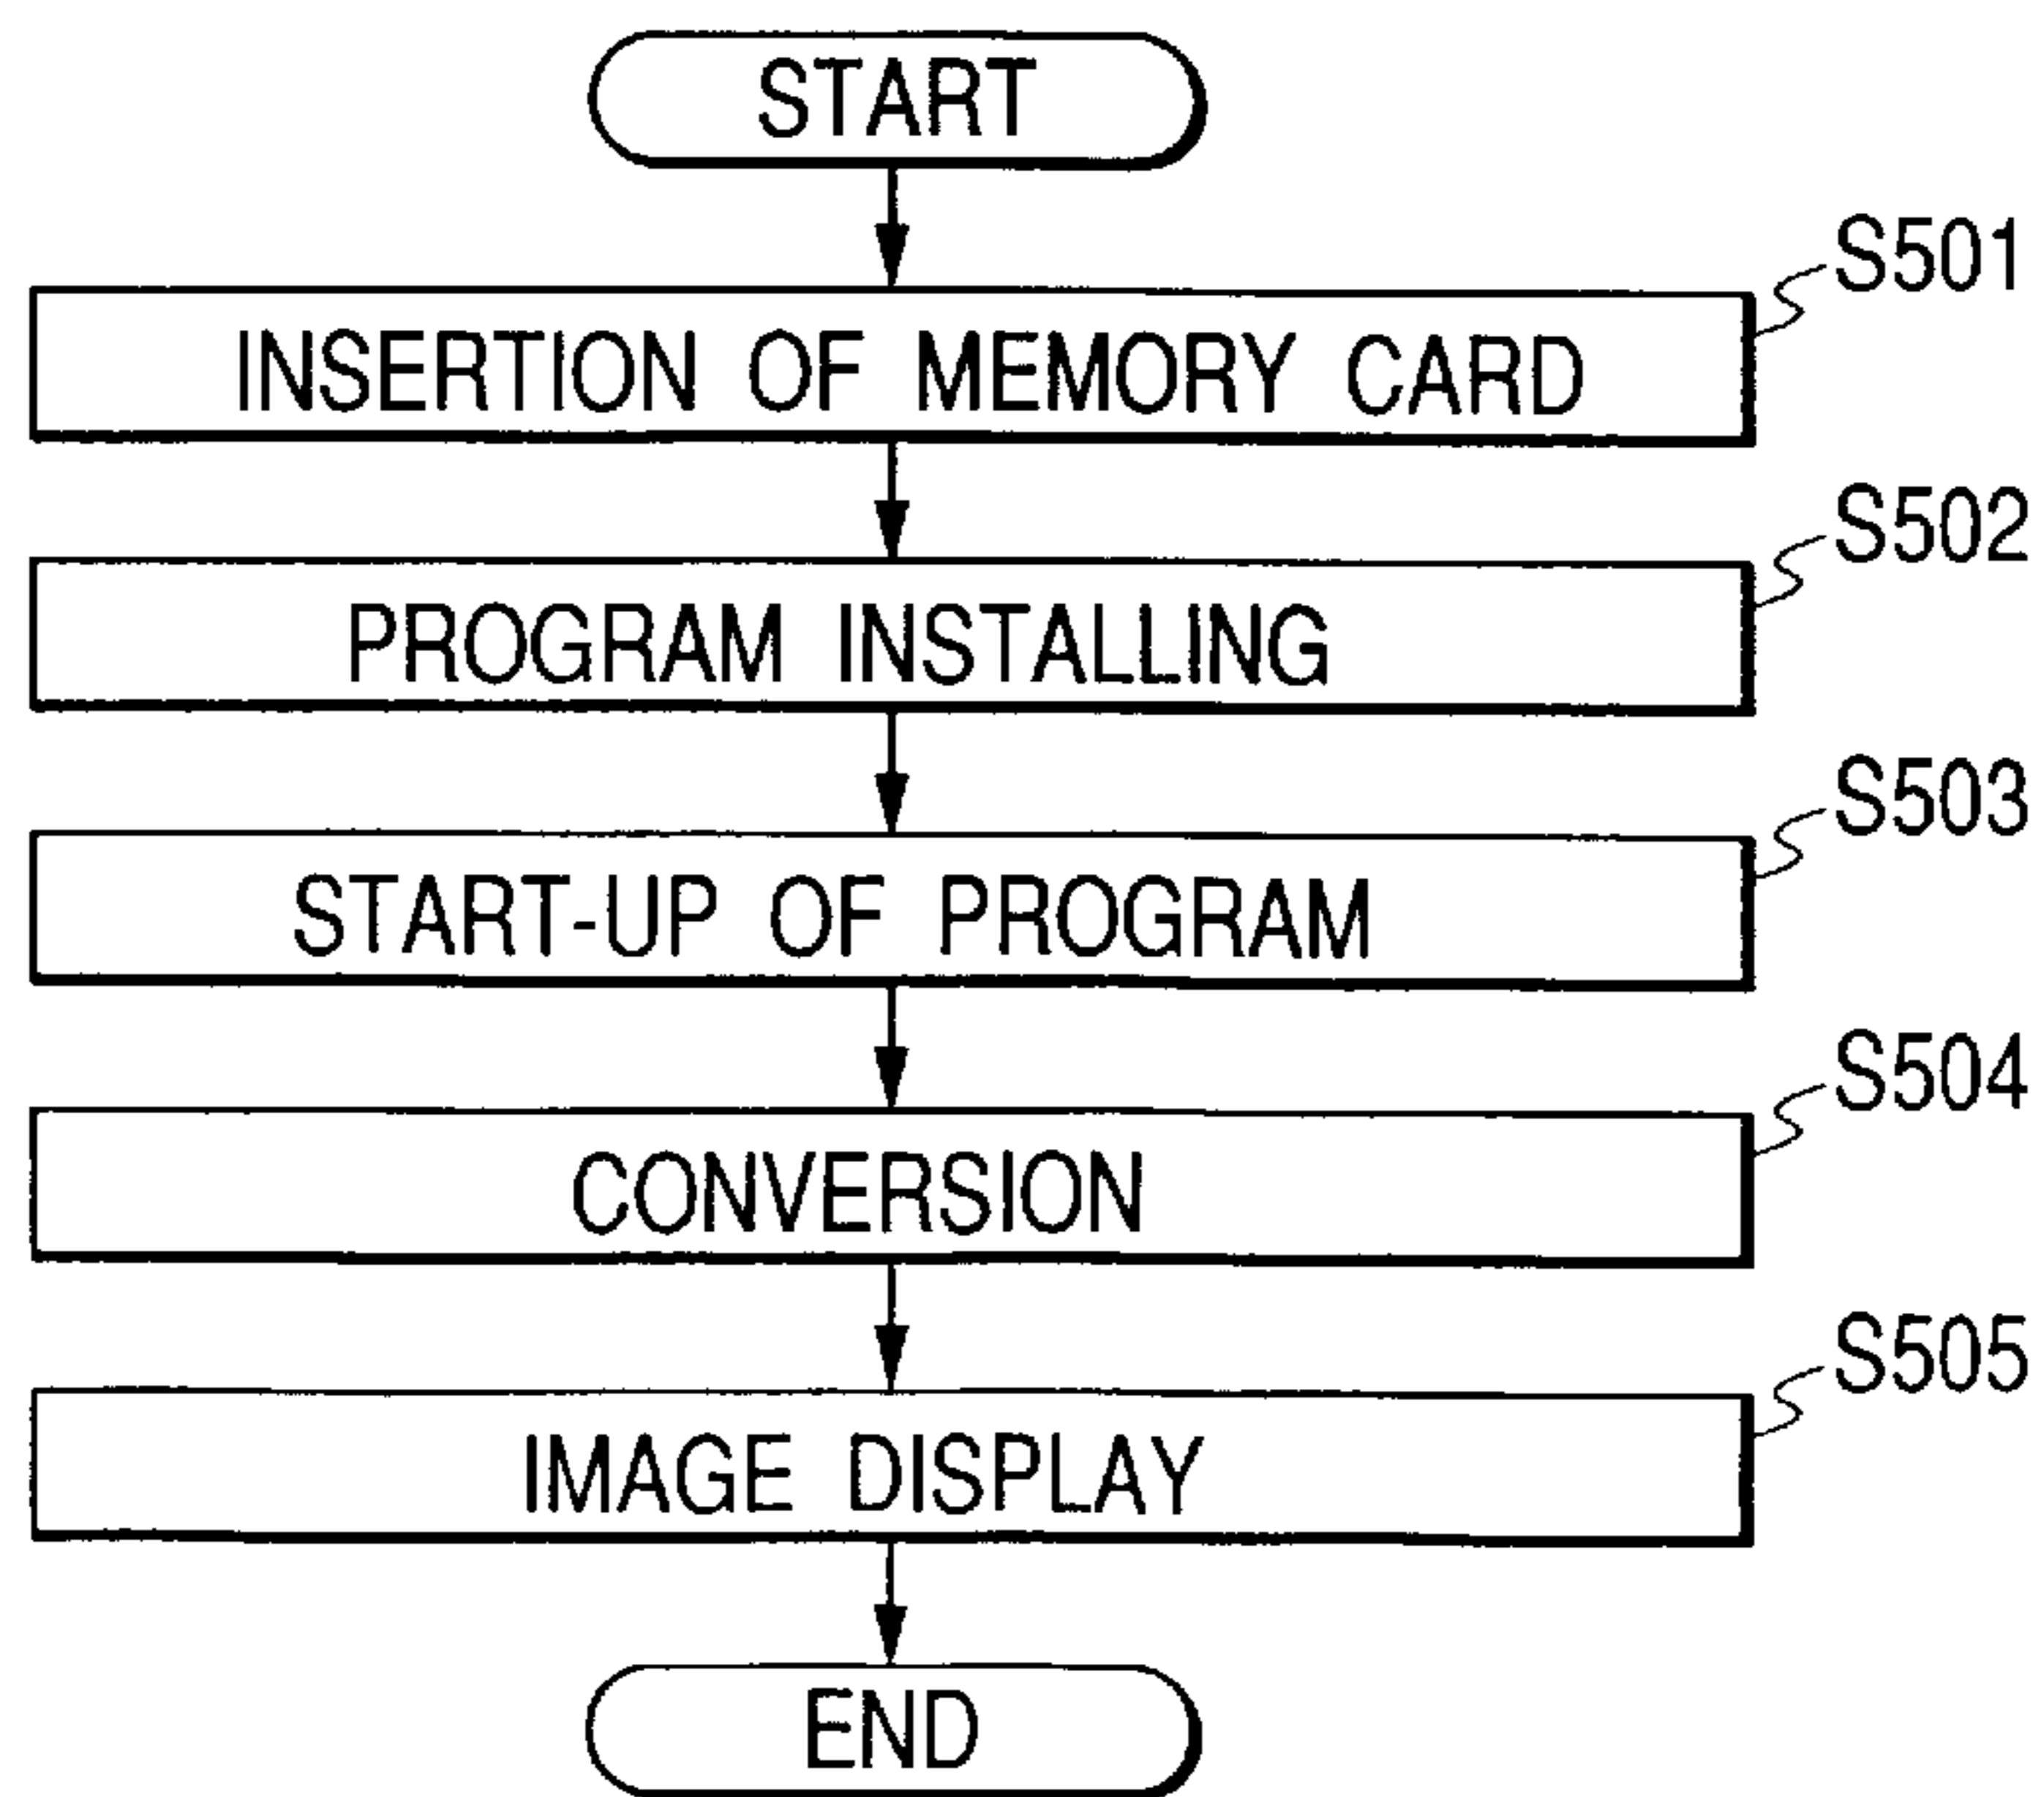 START
S501
INSERTION OF MEMORY CARD
S502
PROGRAM INSTALLING
S503
START-UP OF PROGRAM
S504
CONVERSION
S505
IMAGE DISPLAY
END